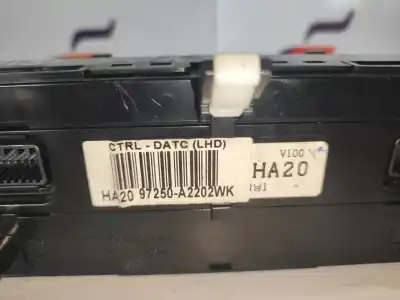 CTRL - DATC (LHD)
HA20 97250-A2202WK
V100
HA20